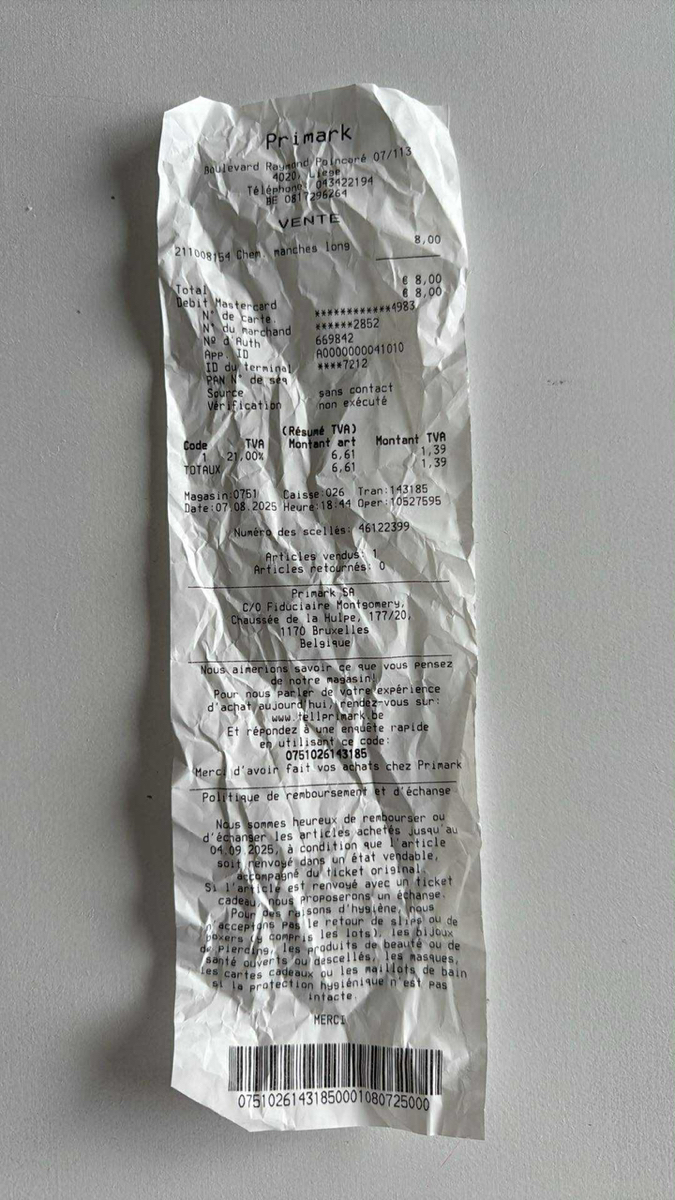 Primark
Boulevard Raymond Poincaré 07/113
4020, Liege
Téléphone: 043422194
BE 0817296264
VENTE
211008154 Chem. manches long 8,00
Total € 8,00
Debit Mastercard € 8,00
N° de carte. ************4983
N° du marchand ******2852
Nº d'Auth 669842
App. ID A0000000041010
ID du terminal ****7212
PAN N° de séq
Source sans contact
Vérification non exécuté
(Résumé TVA)
Code TVA Montant art Montant TVA
1 21,00% 6,61 1,39
TOTAUX 6,61 1,39
Magasin:0751 Caisse:026 Tran:143185
Date:07.08.2025 Heure:18:44 Oper:10527595
Numéro des scellés: 46122399
Articles vendus: 1
Articles retournés: 0
Primark SA
C/O Fiduciaire Montgomery,
Chaussée de la Hulpe, 177/20,
1170 Bruxelles
Belgique
Nous aimerions savoir ce que vous pensez
de notre magasin!
Pour nous parler de votre expérience
d'achat aujourd'hui, rendez-vous sur:
www.tellprimark.be
Et répondez à une enquête rapide
en utilisant ce code:
0751026143185
Merci d'avoir fait vos achats chez Primark
Politique de remboursement et d'échange
Nous sommes heureux de rembourser ou
d'échanger les articles achetés jusqu'au
04.09.2025, à condition que l'article
soit renvoyé dans un état vendable,
accompagné du ticket original.
Si l'article est renvoyé avec un ticket
cadeau, nous proposerons un échange.
Pour des raisons d'hygiène, nous
n'acceptons pas le retour de slips ou de
boxers (y compris les lots), les bijoux
de piercing, les produits de beauté ou de
santé ouverts ou descellés, les masques,
les cartes cadeaux ou les maillots de bain
si la protection hygiénique n'est pas
intacte.
MERCI
07510261431850001080725000